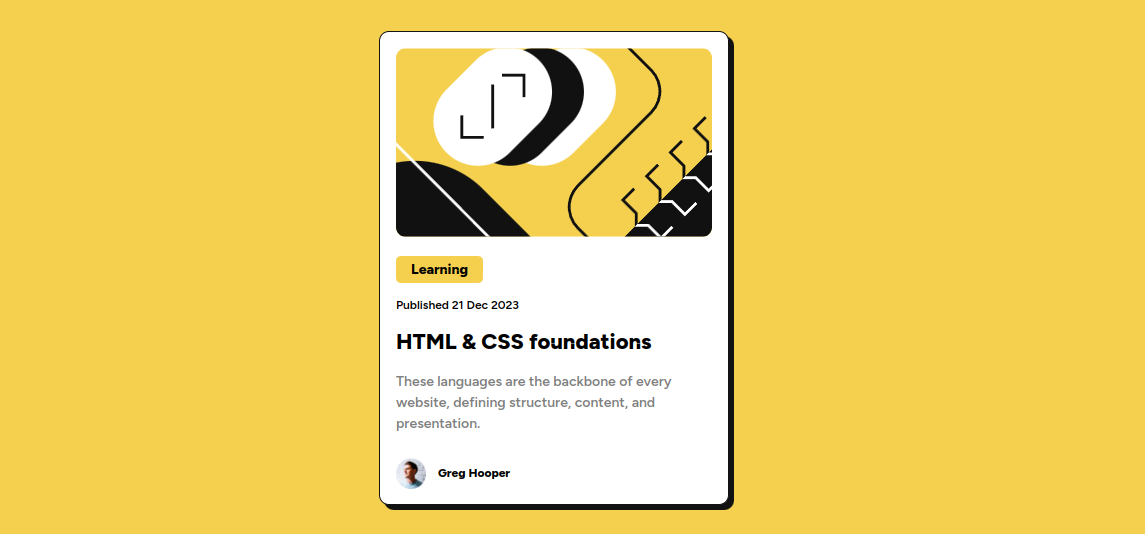 Learning
Published 21 Dec 2023
HTML & CSS foundations
These languages are the backbone of every
website, defining structure, content, and
presentation.
Greg Hooper